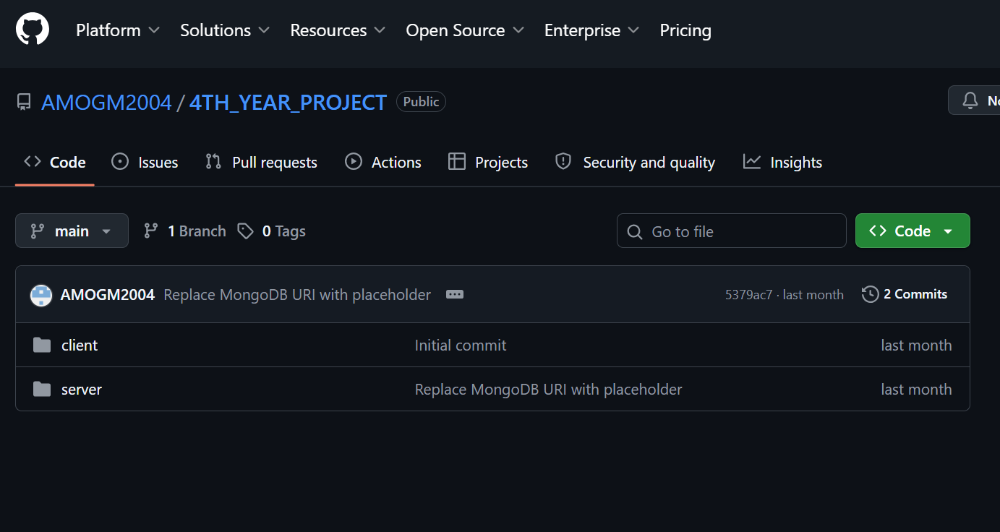 Platform Solutions Resources Open Source Enterprise Pricing
AMOGM2004 / 4TH_YEAR_PROJECT Public
Code Issues Pull requests Actions Projects Security and quality Insights
main 1 Branch 0 Tags Go to file Code
AMOGM2004 Replace MongoDB URI with placeholder 5379ac7 · last month 2 Commits
client Initial commit last month
server Replace MongoDB URI with placeholder last month